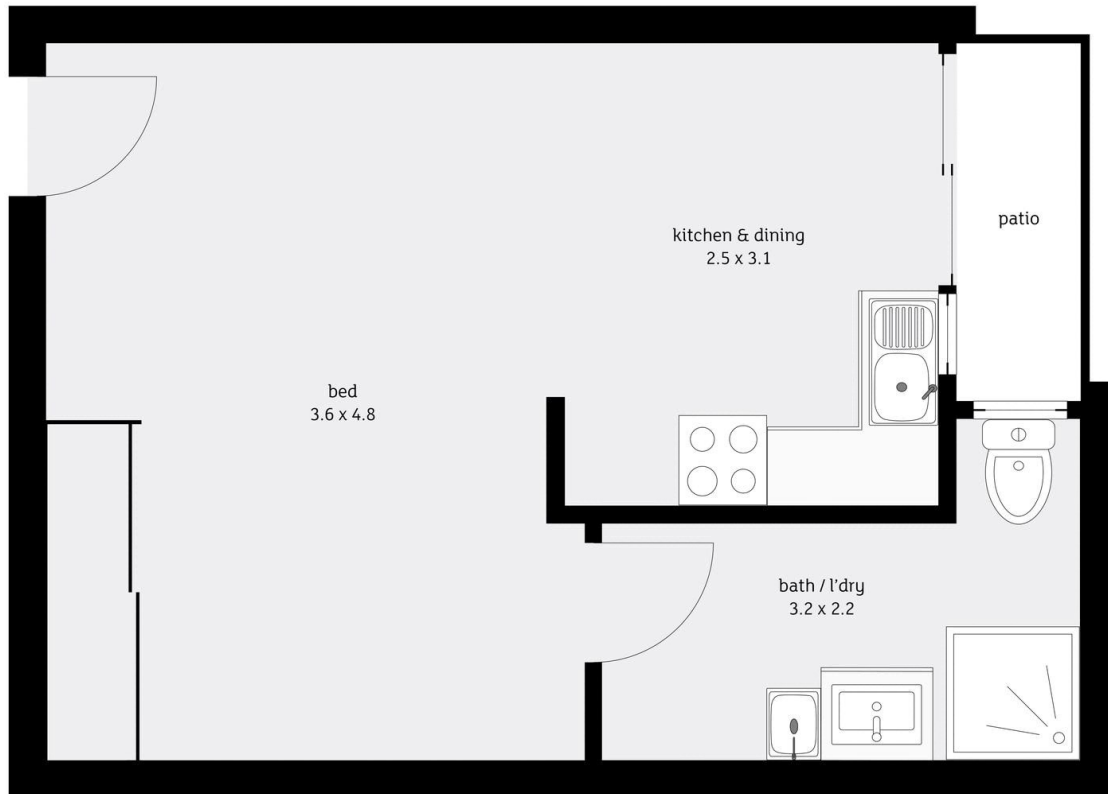 patio
kitchen & dining
2.5 x 3.1
bed
3.6 x 4.8
bath / l'dry
3.2 x 2.2